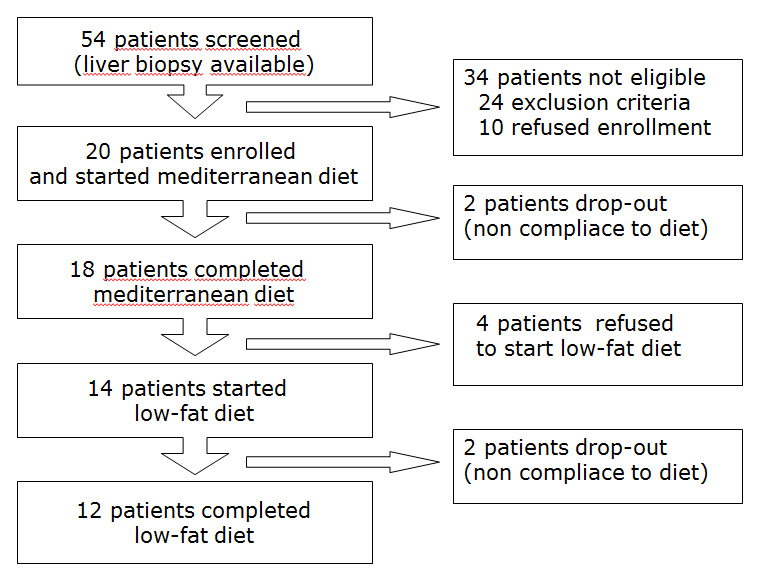 54 patients screened
(liver biopsy available)
34 patients not eligible
24 exclusion criteria
10 refused enrollment
20 patients enrolled
and started mediterranean diet
2 patients drop-out
(non compliace to diet)
18 patients completed
mediterranean diet
4 patients refused
to start low-fat diet
14 patients started
low-fat diet
2 patients drop-out
(non compliace to diet)
12 patients completed
low-fat diet